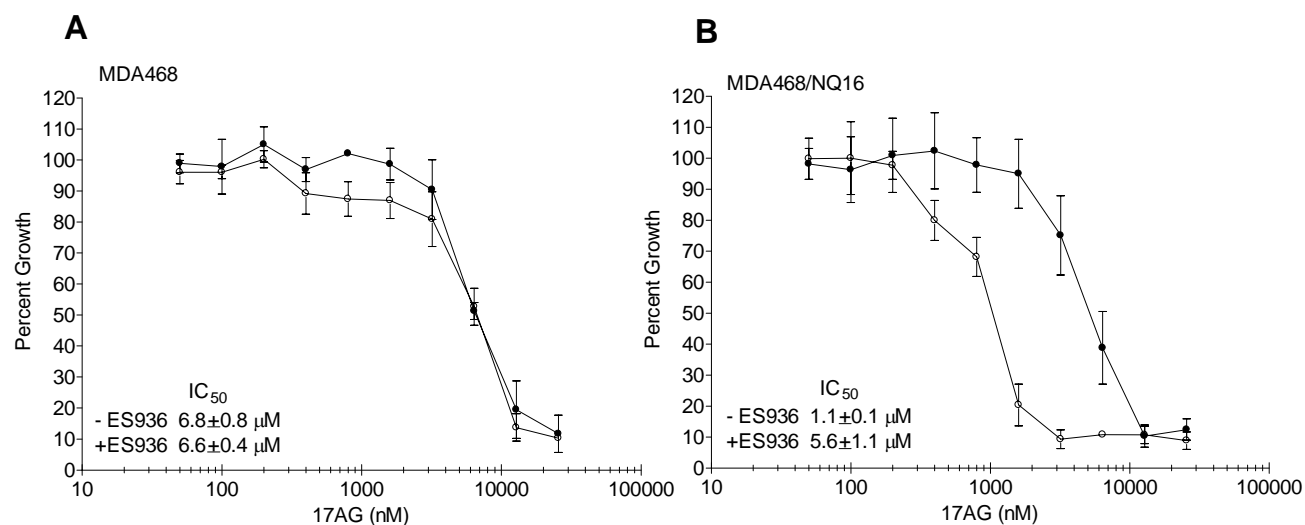 A
MDA468
120
110
100
90
80
70
60
50
40
30
20
10
0
Percent Growth
IC50
- ES936 6.8±0.8 μM
+ES936 6.6±0.4 μM
10
100
1000
10000
100000
17AG (nM)
B
MDA468/NQ16
120
110
100
90
80
70
60
50
40
30
20
10
0
Percent Growth
IC50
- ES936 1.1±0.1 μM
+ES936 5.6±1.1 μM
10
100
1000
10000
100000
17AG (nM)